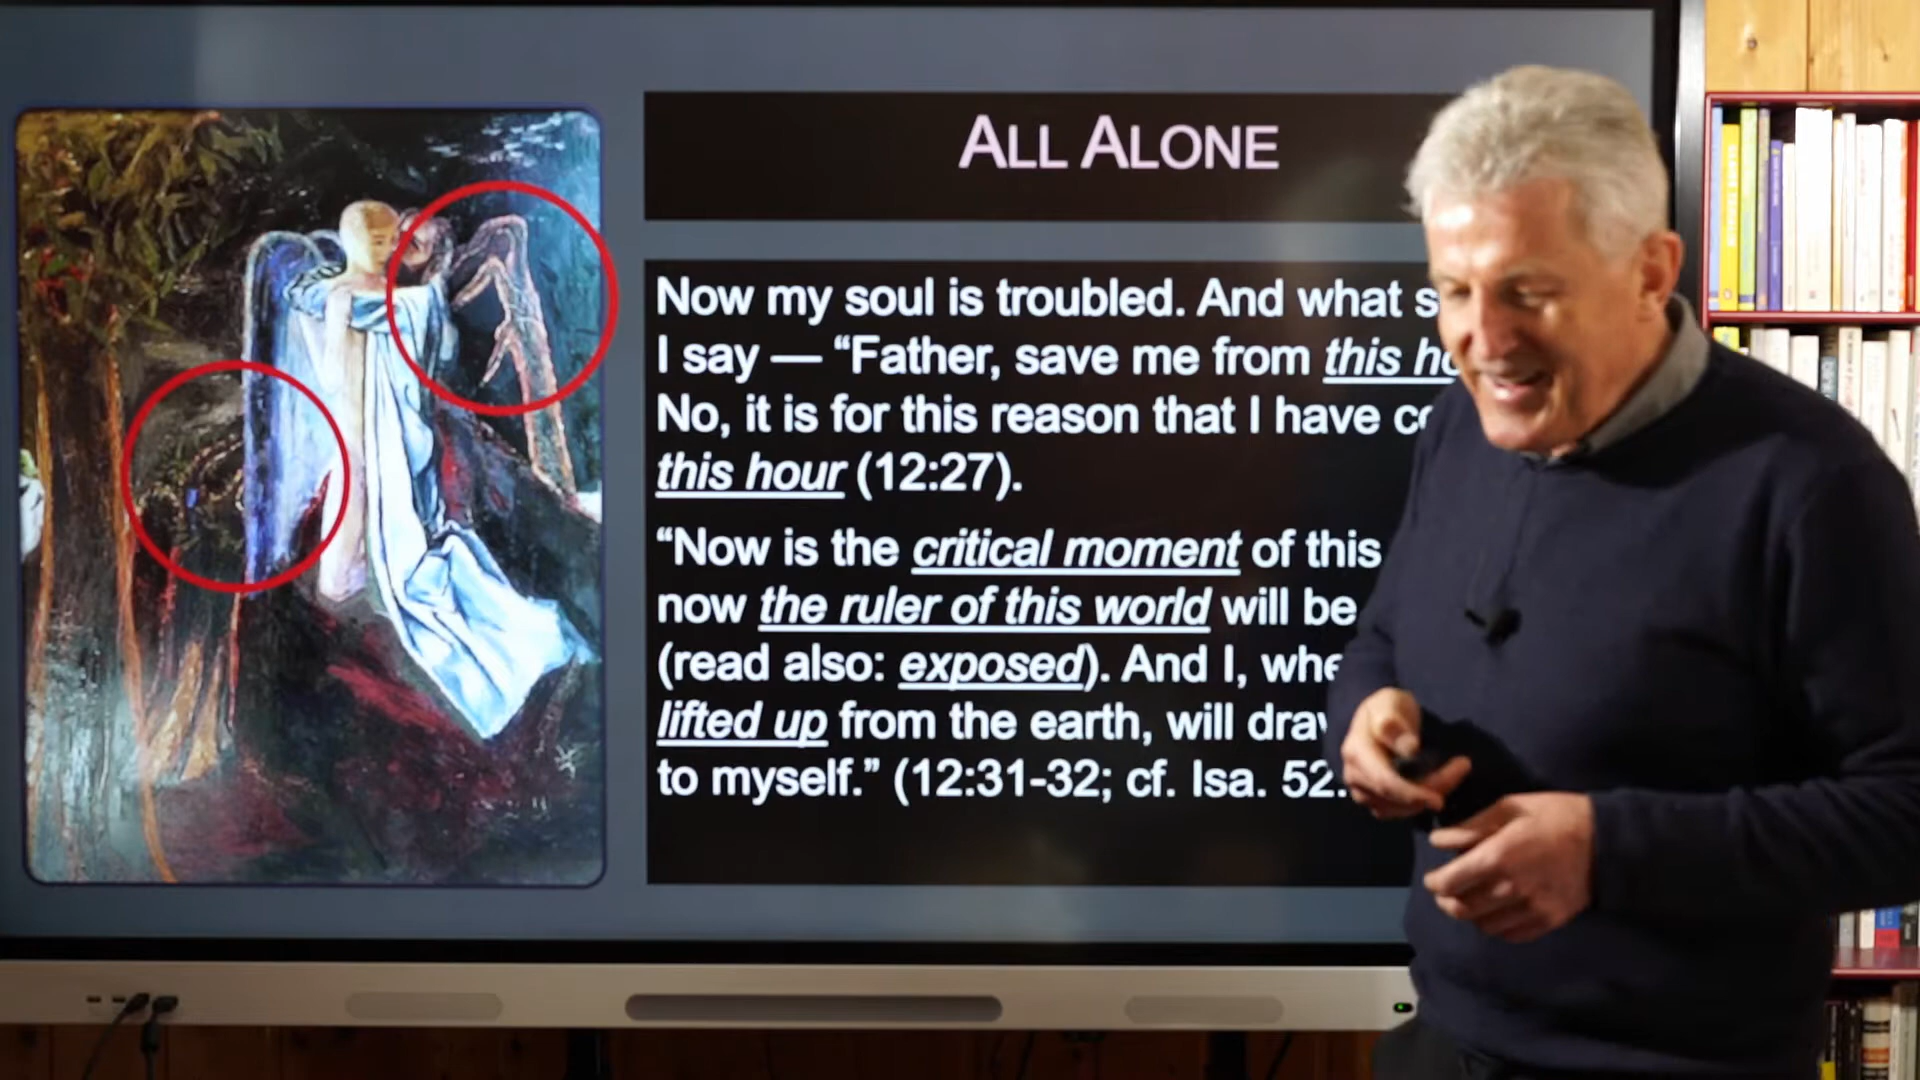 ALL ALONE
Now my soul is troubled. And what
I say — “Father, save me from this
No, it is for this reason that I have
this hour (12:27).
“Now is the critical moment of this
now the ruler of this world will be
(read also: exposed). And I,
lifted up from the earth, will
to myself.” (12:31-32; cf. Isa. 52: